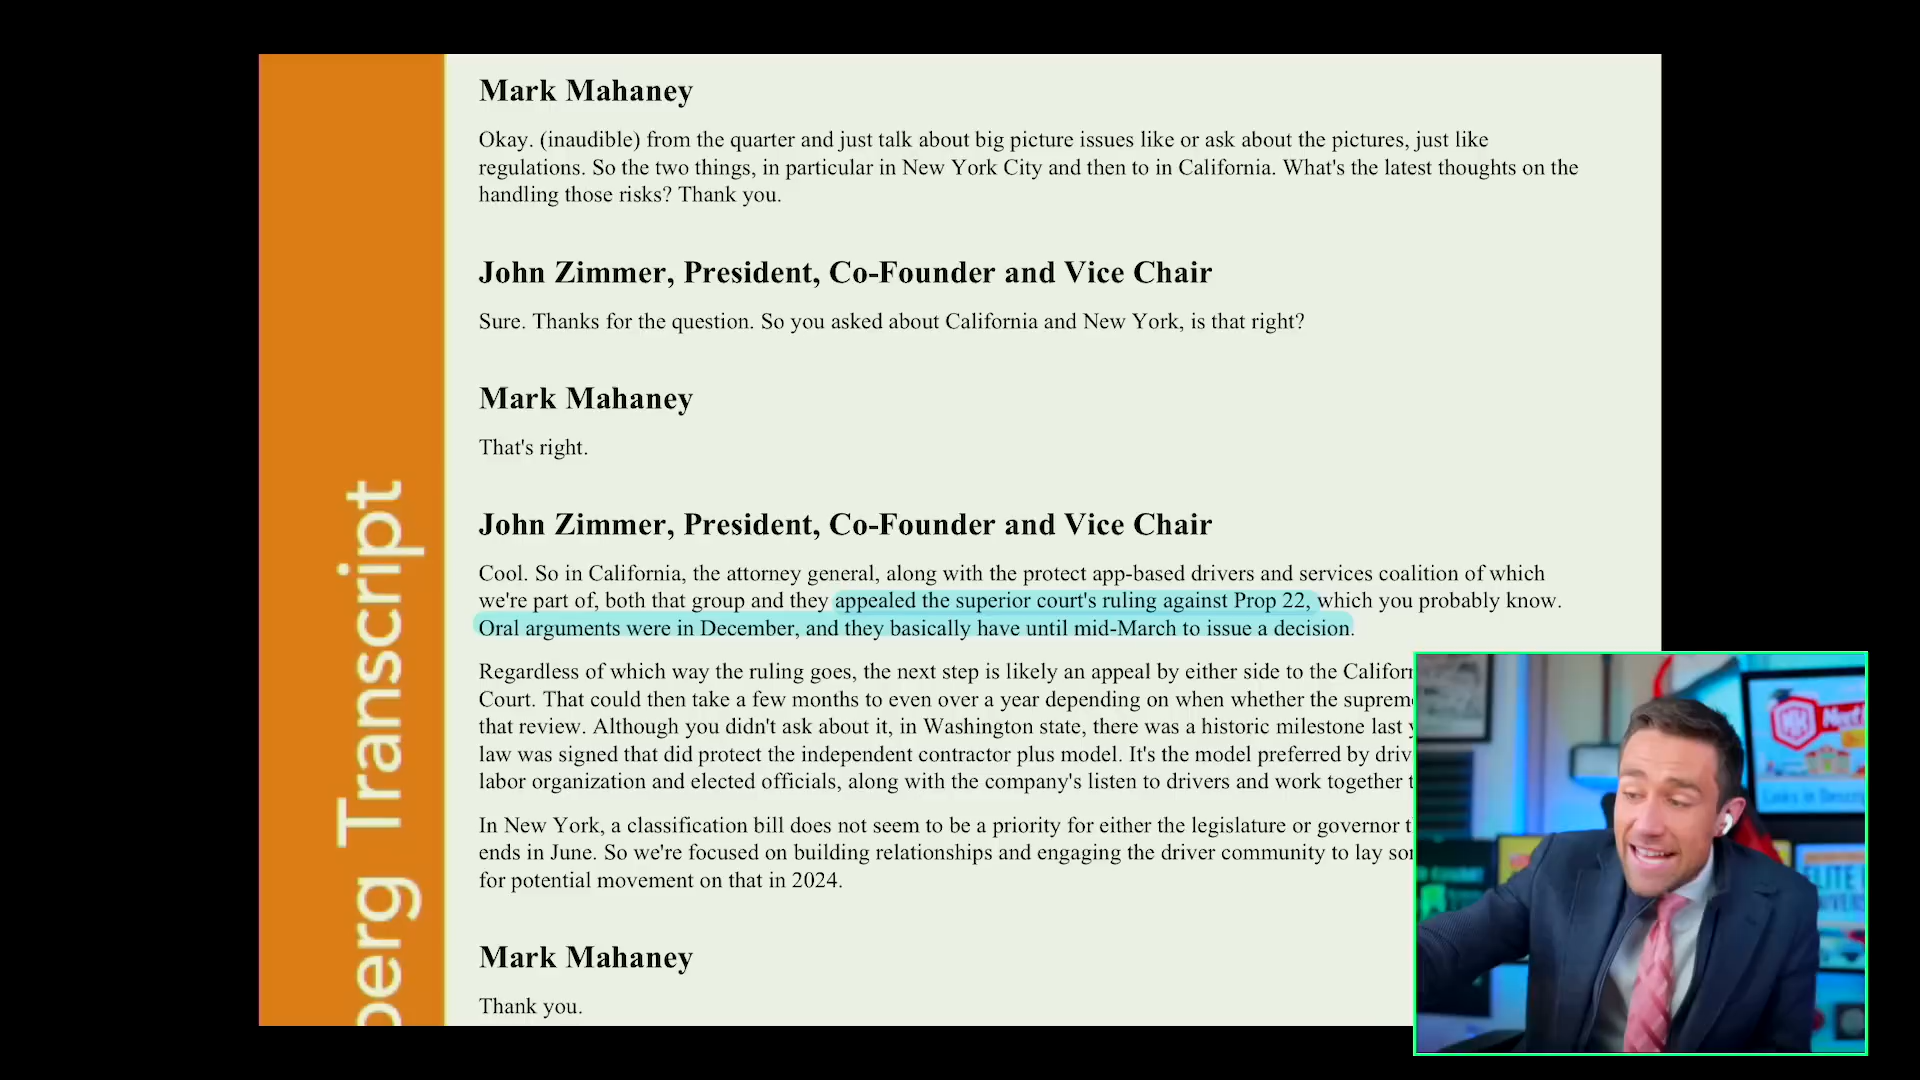 Mark Mahaney
Okay. (inaudible) from the quarter and just talk about big picture issues like or ask about the pictures, just like
regulations. So the two things, in particular in New York City and then to in California. What's the latest thoughts on the
handling those risks? Thank you.
John Zimmer, President, Co-Founder and Vice Chair
Sure. Thanks for the question. So you asked about California and New York, is that right?
Mark Mahaney
That's right.
John Zimmer, President, Co-Founder and Vice Chair
Cool. So in California, the attorney general, along with the protect app-based drivers and services coalition of which
we're part of, both that group and they appealed the superior court's ruling against Prop 22, which you probably know.
Oral arguments were in December, and they basically have until mid-March to issue a decision.
Regardless of which way the ruling goes, the next step is likely an appeal by either side to the
Court. That could then take a few months to even over a year depending on when whether the
that review. Although you didn't ask about it, in Washington state, there was a historic milestone last
law was signed that did protect the independent contractor plus model. It's the model preferred by
labor organization and elected officials, along with the company's listen to drivers and work together
In New York, a classification bill does not seem to be a priority for either the legislature or governor
ends in June. So we're focused on building relationships and engaging the driver community to lay
for potential movement on that in 2024.
Mark Mahaney
Thank you.
berg Transcript